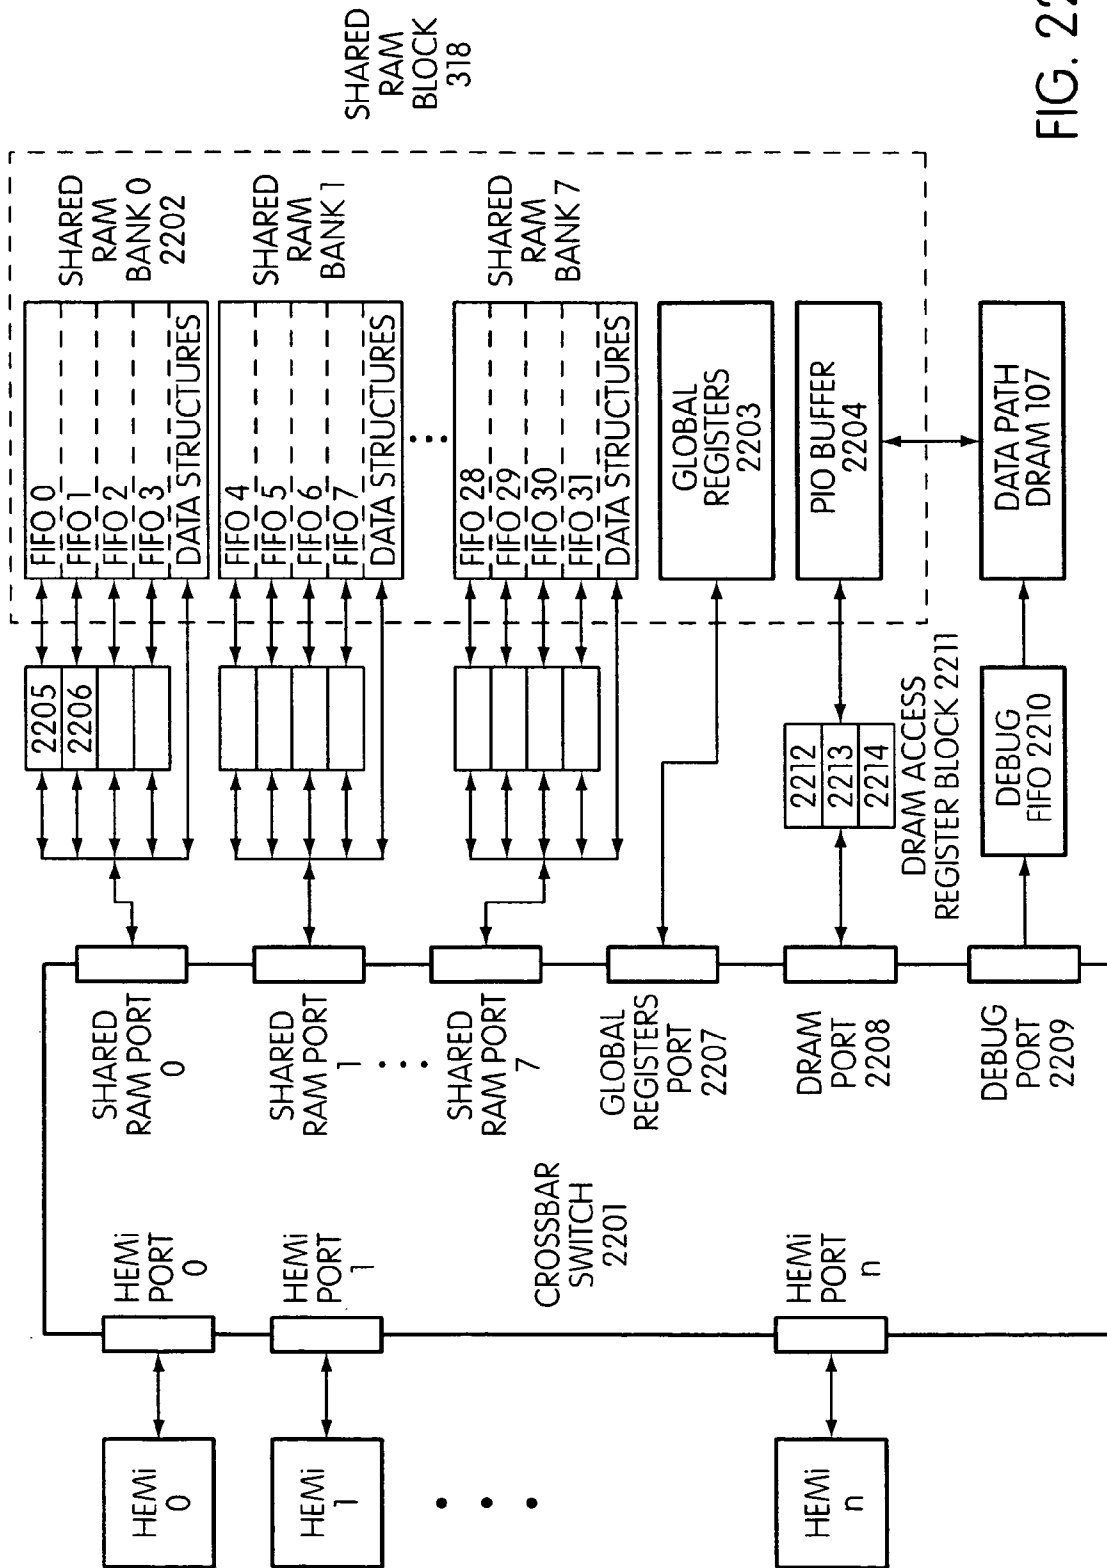 HEMi
0
HEMi
1
HEMi
n
HEMi
PORT
0
HEMi
PORT
1
HEMi
PORT
n
CROSSBAR
SWITCH
2201
SHARED
RAM PORT
0
SHARED
RAM PORT
1
SHARED
RAM PORT
7
GLOBAL
REGISTERS
PORT
2207
DRAM
PORT
2208
DEBUG
PORT
2209
2205
2206
2212
2213
2214
DRAM ACCESS
REGISTER BLOCK 2211
DEBUG
FIFO 2210
FIFO 0
FIFO 1
FIFO 2
FIFO 3
DATA STRUCTURES
FIFO 4
FIFO 5
FIFO 6
FIFO 7
DATA STRUCTURES
FIFO 28
FIFO 29
FIFO 30
FIFO 31
DATA STRUCTURES
GLOBAL
REGISTERS
2203
PIO BUFFER
2204
DATA PATH
DRAM 107
SHARED
RAM
BANK 0
2202
SHARED
RAM
BANK 1
SHARED
RAM
BANK 7
SHARED
RAM
BLOCK
318
FIG. 22